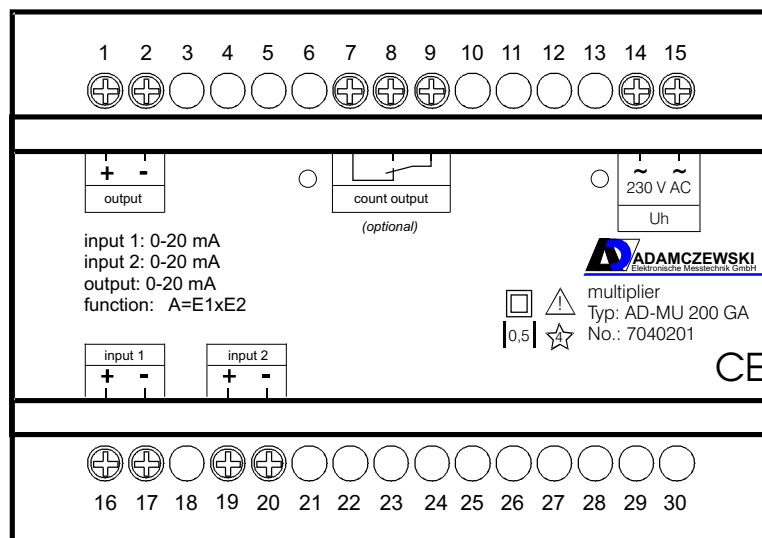 1 2 3 4 5 6 7 8 9 10 11 12 13 14 15
+ - ~ ~
230 V AC
output count output
Uh
(optional)
input 1: 0-20 mA
input 2: 0-20 mA
output: 0-20 mA
function: A=E1xE2
AD ADAMCZEWSKI
Elektronische Messtechnik GmbH
multiplier
Typ: AD-MU 200 GA
No.: 7040201
0,5 4
CE
input 1 input 2
+ - + -
16 17 18 19 20 21 22 23 24 25 26 27 28 29 30